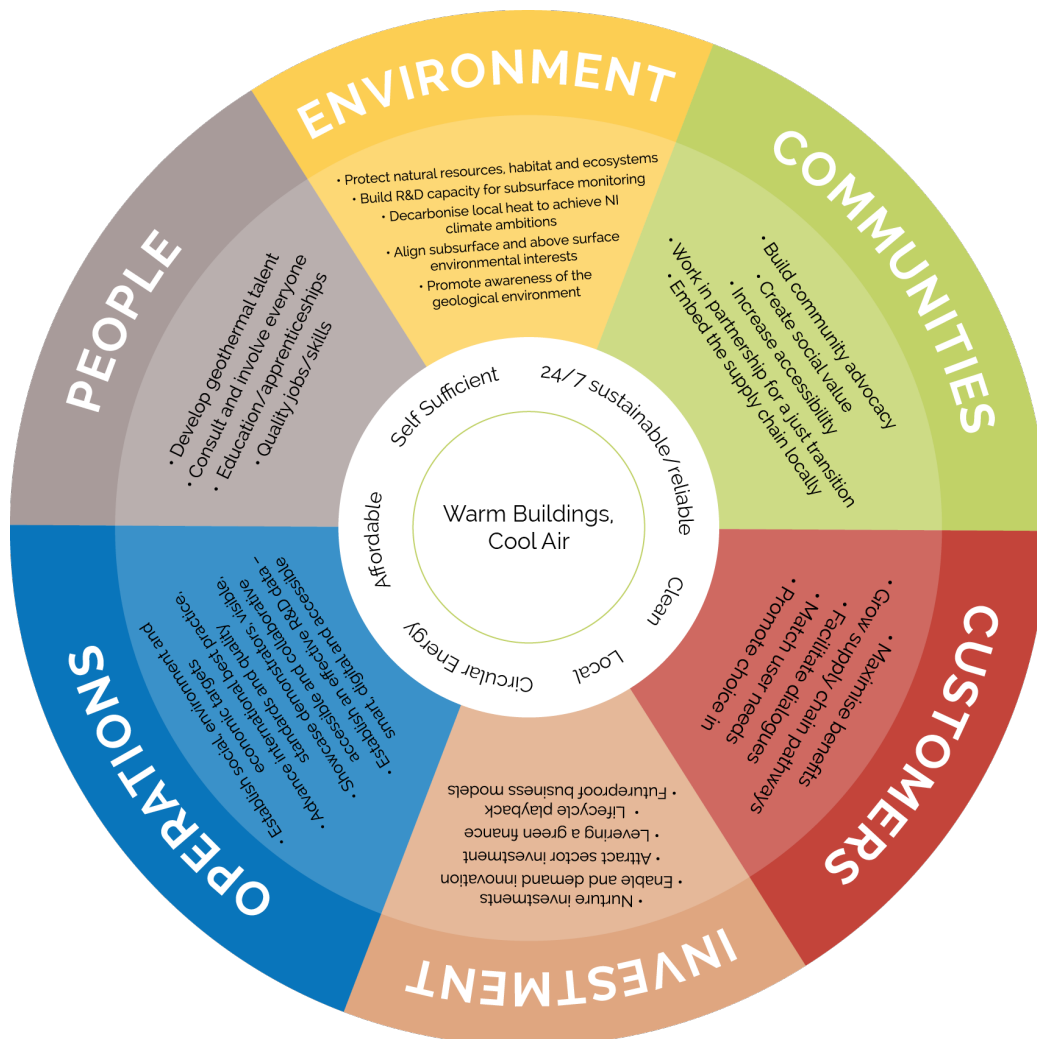 ENVIRONMENT
• Protect natural resources, habitat and ecosystems
• Build R&D capacity for subsurface monitoring
• Decarbonise local heat to achieve NI
climate ambitions
• Align subsurface and above surface
environmental interests
• Promote awareness of the
geological environment
COMMUNITIES
• Build community advocacy
• Create social value
• Increase accessibility
• Work in partnership for a just transition
• Embed the supply chain locally
CUSTOMERS
• Maximise benefits
• Grow supply chain pathways
• Facilitate dialogues
• Match user needs
• Promote choice in
INVESTMENT
• Nurture investments
• Enable and demand innovation
• Attract sector investment
• Levering a green finance
• Lifecycle playback
• Futureproof business models
OPERATIONS
• Establish social, environment and
economic targets
• Advance international best practice,
standards and quality
• Showcase demonstrators, visible,
accessible and collaborative
• Establish an effective R&D data –
smart, digital and accessible
PEOPLE
• Develop geothermal talent
• Consult and involve everyone
• Education/apprenticeships
• Quality jobs/skills
Self Sufficient
24/7 sustainable/reliable
Clean
Local
Circular Energy
Affordable
Warm Buildings,
Cool Air